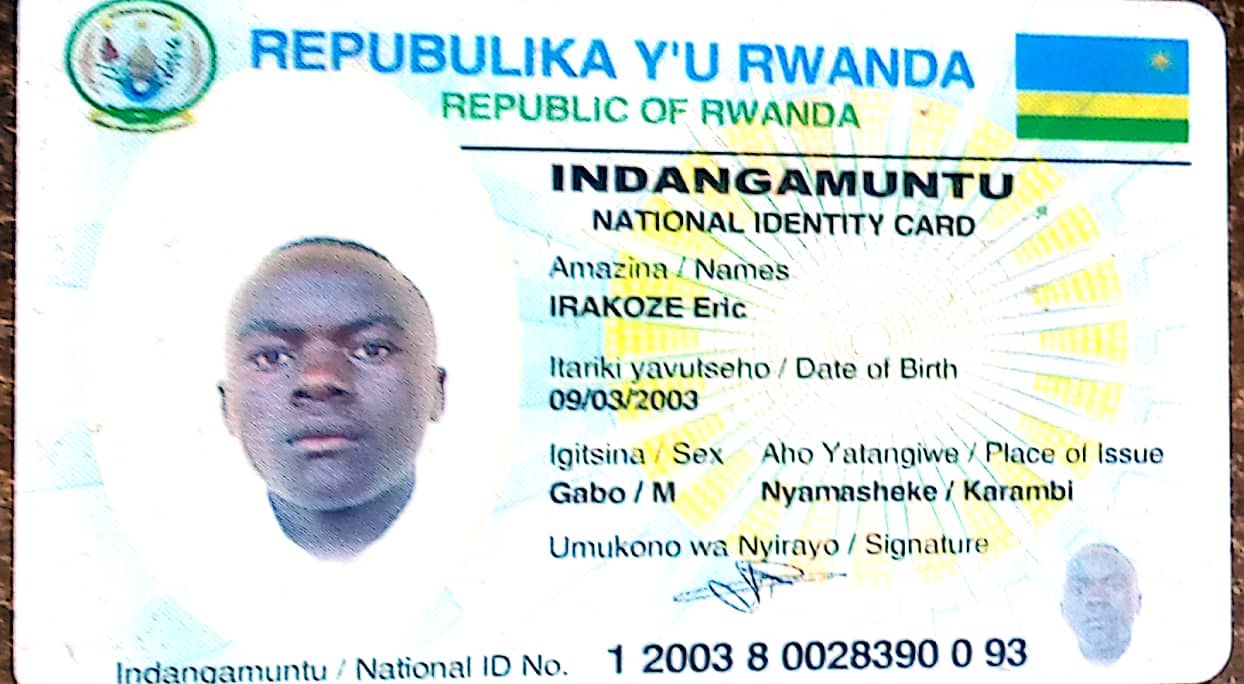 REPUBULIKA Y'U RWANDA
REPUBLIC OF RWANDA
INDANGAMUNTU
NATIONAL IDENTITY CARD
Amazina / Names
IRAKOZE Eric
Itariki yavutseho / Date of Birth
09/03/2003
Igitsina / Sex Aho Yatangiwe / Place of Issue
Gabo / M Nyamasheke / Karambi
Umukono wa Nyirayo / Signature
Indangamuntu / National ID No. 1 2003 8 0028390 0 93